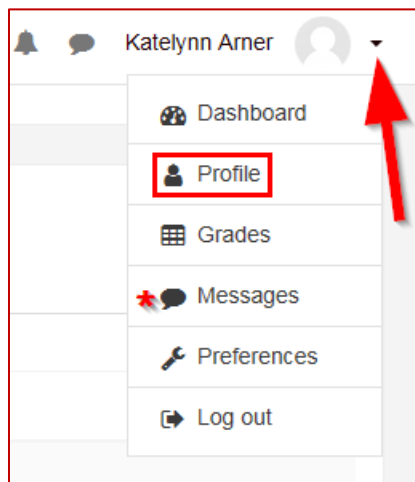 Katelynn Arner
Dashboard
Profile
Grades
* Messages
Preferences
Log out